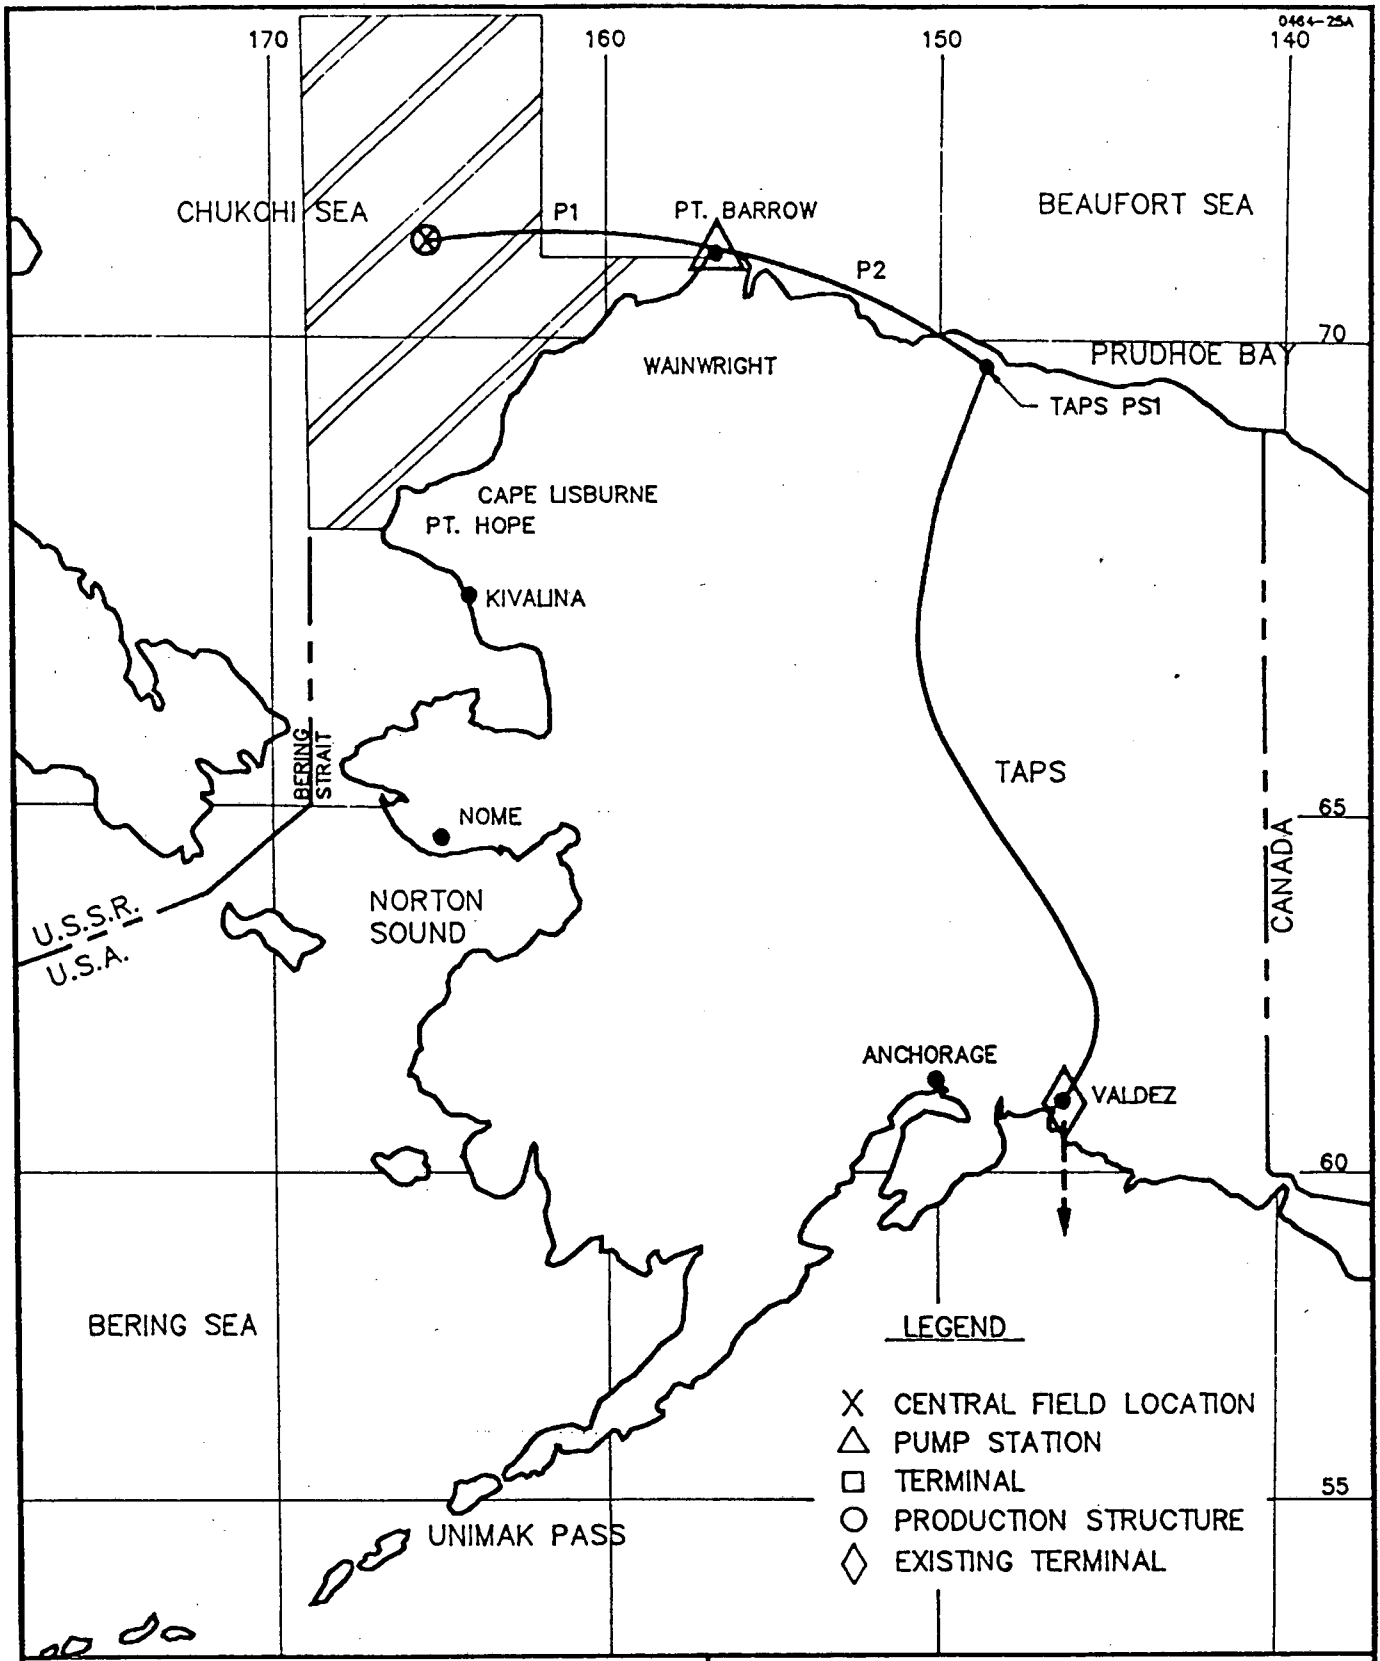 0464-25A
170
160
150
140
CHUKCHI SEA
P1
PT. BARROW
BEAUFORT SEA
P2
70
WAINWRIGHT
PRUDHOE BAY
TAPS PS1
CAPE LISBURNE
PT. HOPE
KIVALINA
BERING
STRAIT
TAPS
NOME
65
CANADA
NORTON
SOUND
U.S.S.R.
U.S.A.
ANCHORAGE
VALDEZ
60
BERING SEA
LEGEND
X CENTRAL FIELD LOCATION
PUMP STATION
TERMINAL
55
PRODUCTION STRUCTURE
UNIMAK PASS
EXISTING TERMINAL